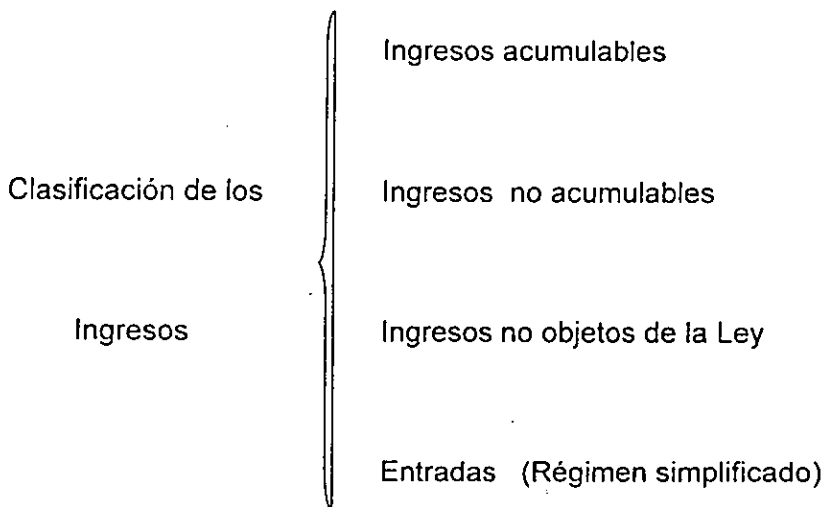 Clasificación de los
Ingresos
Ingresos acumulables
Ingresos no acumulables
Ingresos no objetos de la Ley
Entradas (Régimen simplificado)